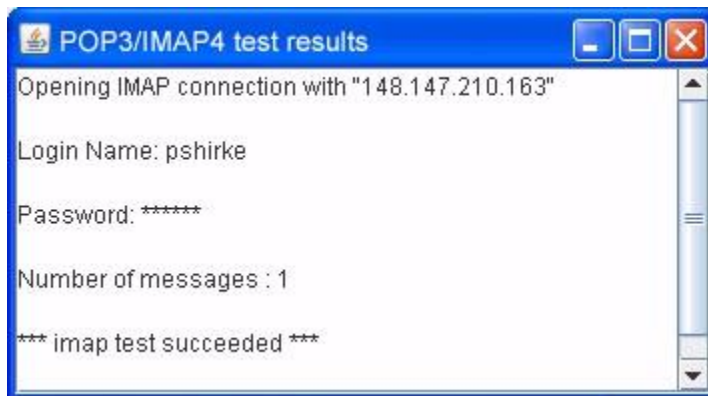 POP3/IMAP4 test results
Opening IMAP connection with "148.147.210.163"
Login Name: pshirke
Password: ******
Number of messages : 1
*** imap test succeeded ***